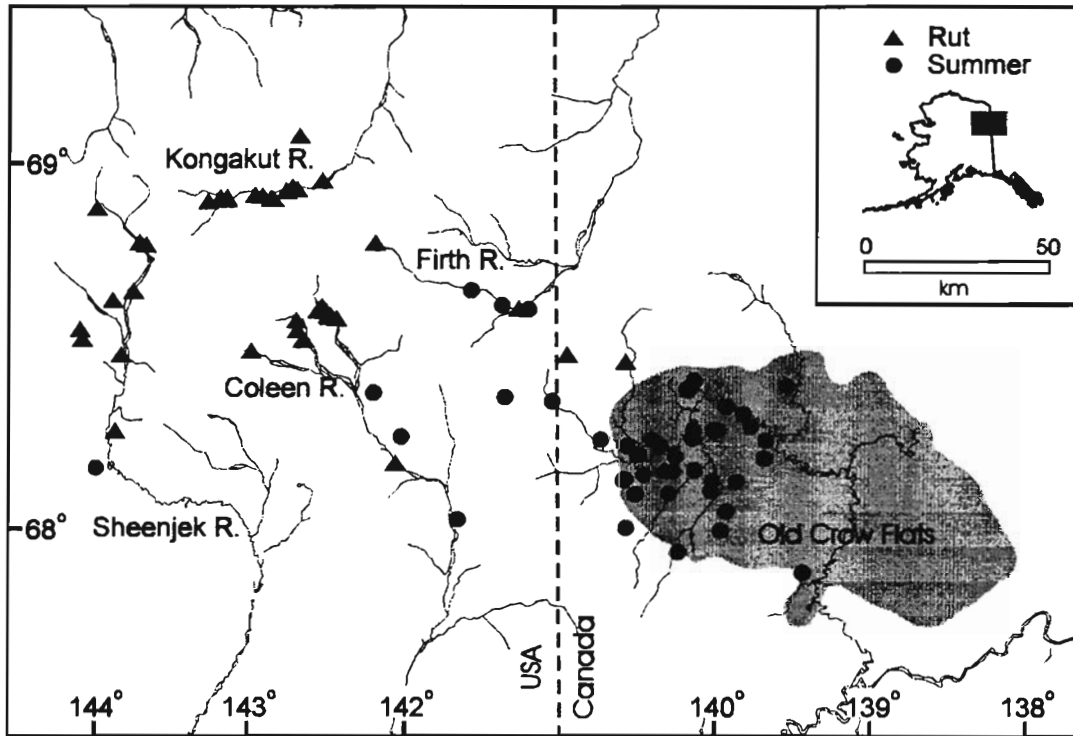 Rut
Summer
Kongakut R.
69°
Firth R.
0 50
km
Coleen R.
68°
Sheenjek R.
Old Crow Flats
USA
Canada
144° 143° 142° 140° 139° 138°